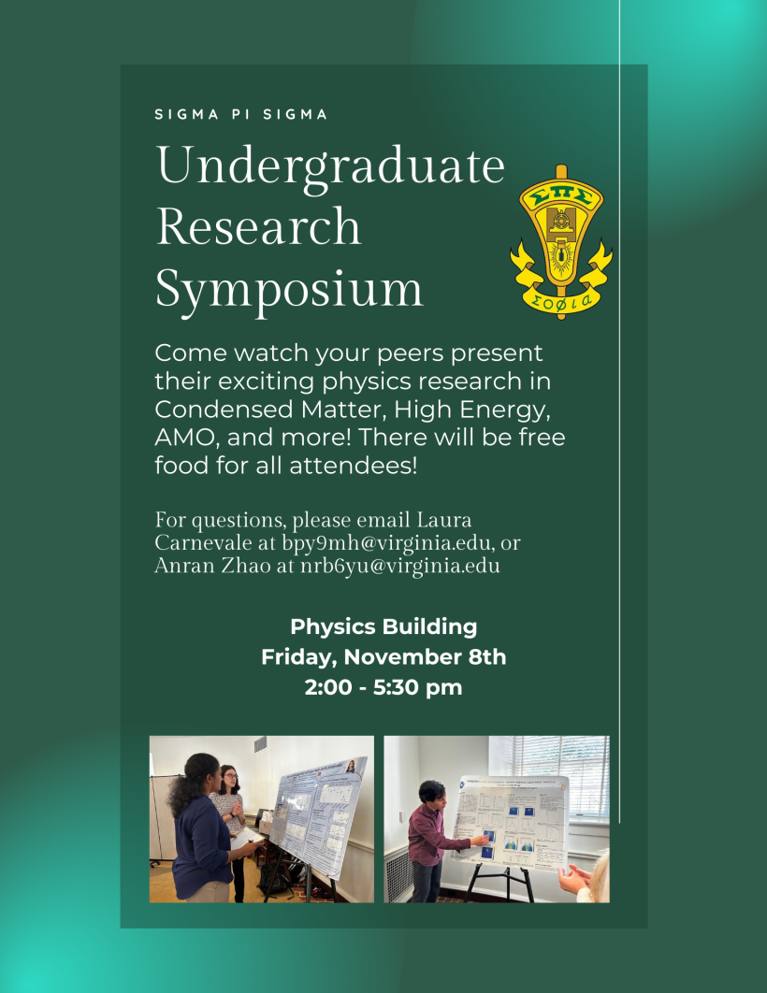 SIGMA PI SIGMA
Undergraduate
Research
Symposium
ΣΠΣ
ΣΟΦΙΑ
Come watch your peers present
their exciting physics research in
Condensed Matter, High Energy,
AMO, and more! There will be free
food for all attendees!
For questions, please email Laura
Carnevale at bpy9mh@virginia.edu, or
Anran Zhao at nrb6yu@virginia.edu
Physics Building
Friday, November 8th
2:00 - 5:30 pm